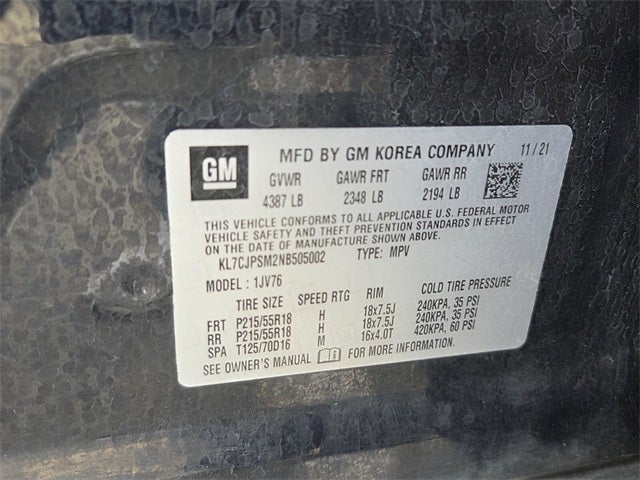 GM MFD BY GM KOREA COMPANY 11 / 21
GVWR GAWR FRT GAWR RR
4387 LB 2348 LB 2194 LB
THIS VEHICLE CONFORMS TO ALL APPLICABLE U.S. FEDERAL MOTOR
VEHICLE SAFETY AND THEFT PREVENTION STANDARDS IN EFFECT
ON THE DATE OF MANUFACTURE SHOWN ABOVE.
KL7CJPSM2NB505002 TYPE: MPV
MODEL : 1JV76
TIRE SIZE SPEED RTG RIM COLD TIRE PRESSURE
FRT P215/55R18 H 18x7.5J 240KPA, 35 PSI
RR P215/55R18 H 18x7.5J 240KPA, 35 PSI
SPA T125/70D16 M 16x4.0T 420KPA, 60 PSI
SEE OWNER'S MANUAL FOR MORE INFORMATION.